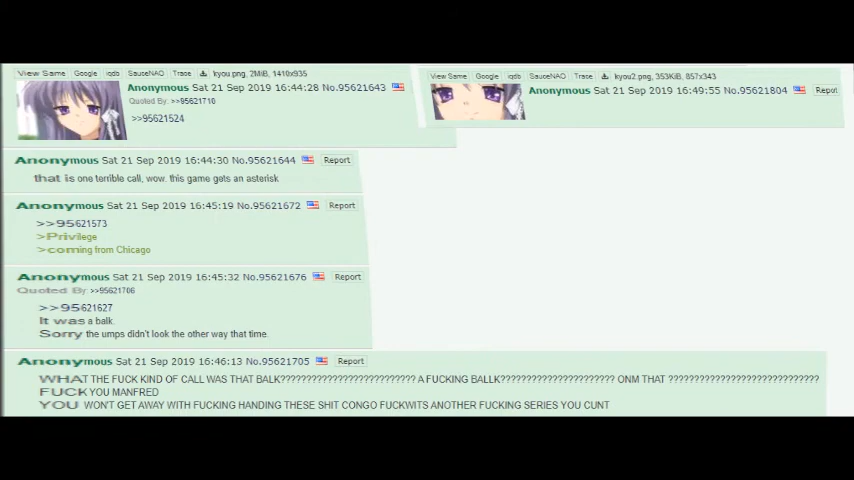 View Same Google iqdb SauceNAO Trace kyou.png, 2MiB, 1410x935
Anonymous Sat 21 Sep 2019 16:44:28 No.95621643
Quoted By: >>95621710
>>95621524
View Same Google iqdb SauceNAO Trace kyou2.png, 353KiB, 857x343
Anonymous Sat 21 Sep 2019 16:49:55 No.95621804 Report
Anonymous Sat 21 Sep 2019 16:44:30 No.95621644 Report
that is one terrible call, wow. this game gets an asterisk
Anonymous Sat 21 Sep 2019 16:45:19 No.95621672 Report
>>95621573
>Privilege
>coming from Chicago
Anonymous Sat 21 Sep 2019 16:45:32 No.95621676 Report
Quoted By: >>95621706
>>95621627
It was a balk.
Sorry the umps didn't look the other way that time.
Anonymous Sat 21 Sep 2019 16:46:13 No.95621705 Report
WHAT THE FUCK KIND OF CALL WAS THAT BALK??????????????????????????? A FUCKING BALLK?????????????????????? ONM THAT ?????????????????????????????
FUCK YOU MANFRED
YOU WON'T GET AWAY WITH FUCKING HANDING THESE SHIT CONGO FUCKWITS ANOTHER FUCKING SERIES YOU CUNT